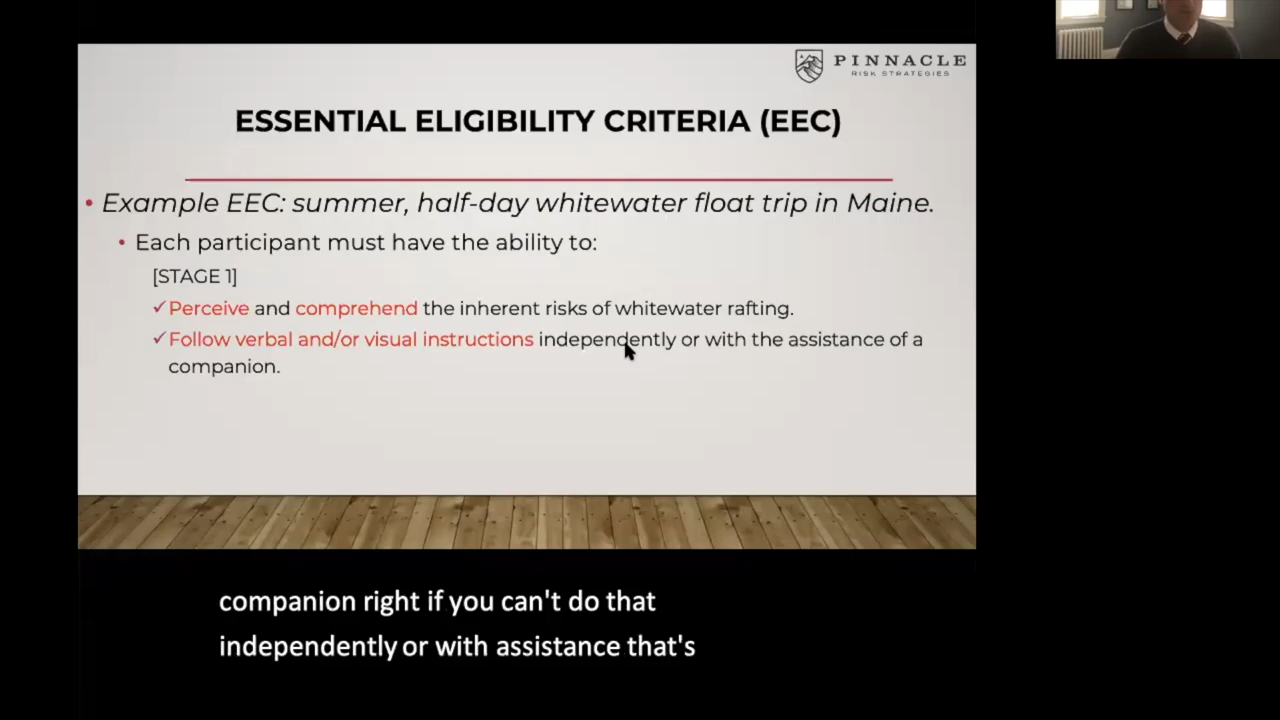 PINNACLE
RISK STRATEGIES
ESSENTIAL ELIGIBILITY CRITERIA (EEC)
• Example EEC: summer, half-day whitewater float trip in Maine.
• Each participant must have the ability to:
[STAGE 1]
✓Perceive and comprehend the inherent risks of whitewater rafting.
✓Follow verbal and/or visual instructions independently or with the assistance of a
companion.
companion right if you can't do that
independently or with assistance that's